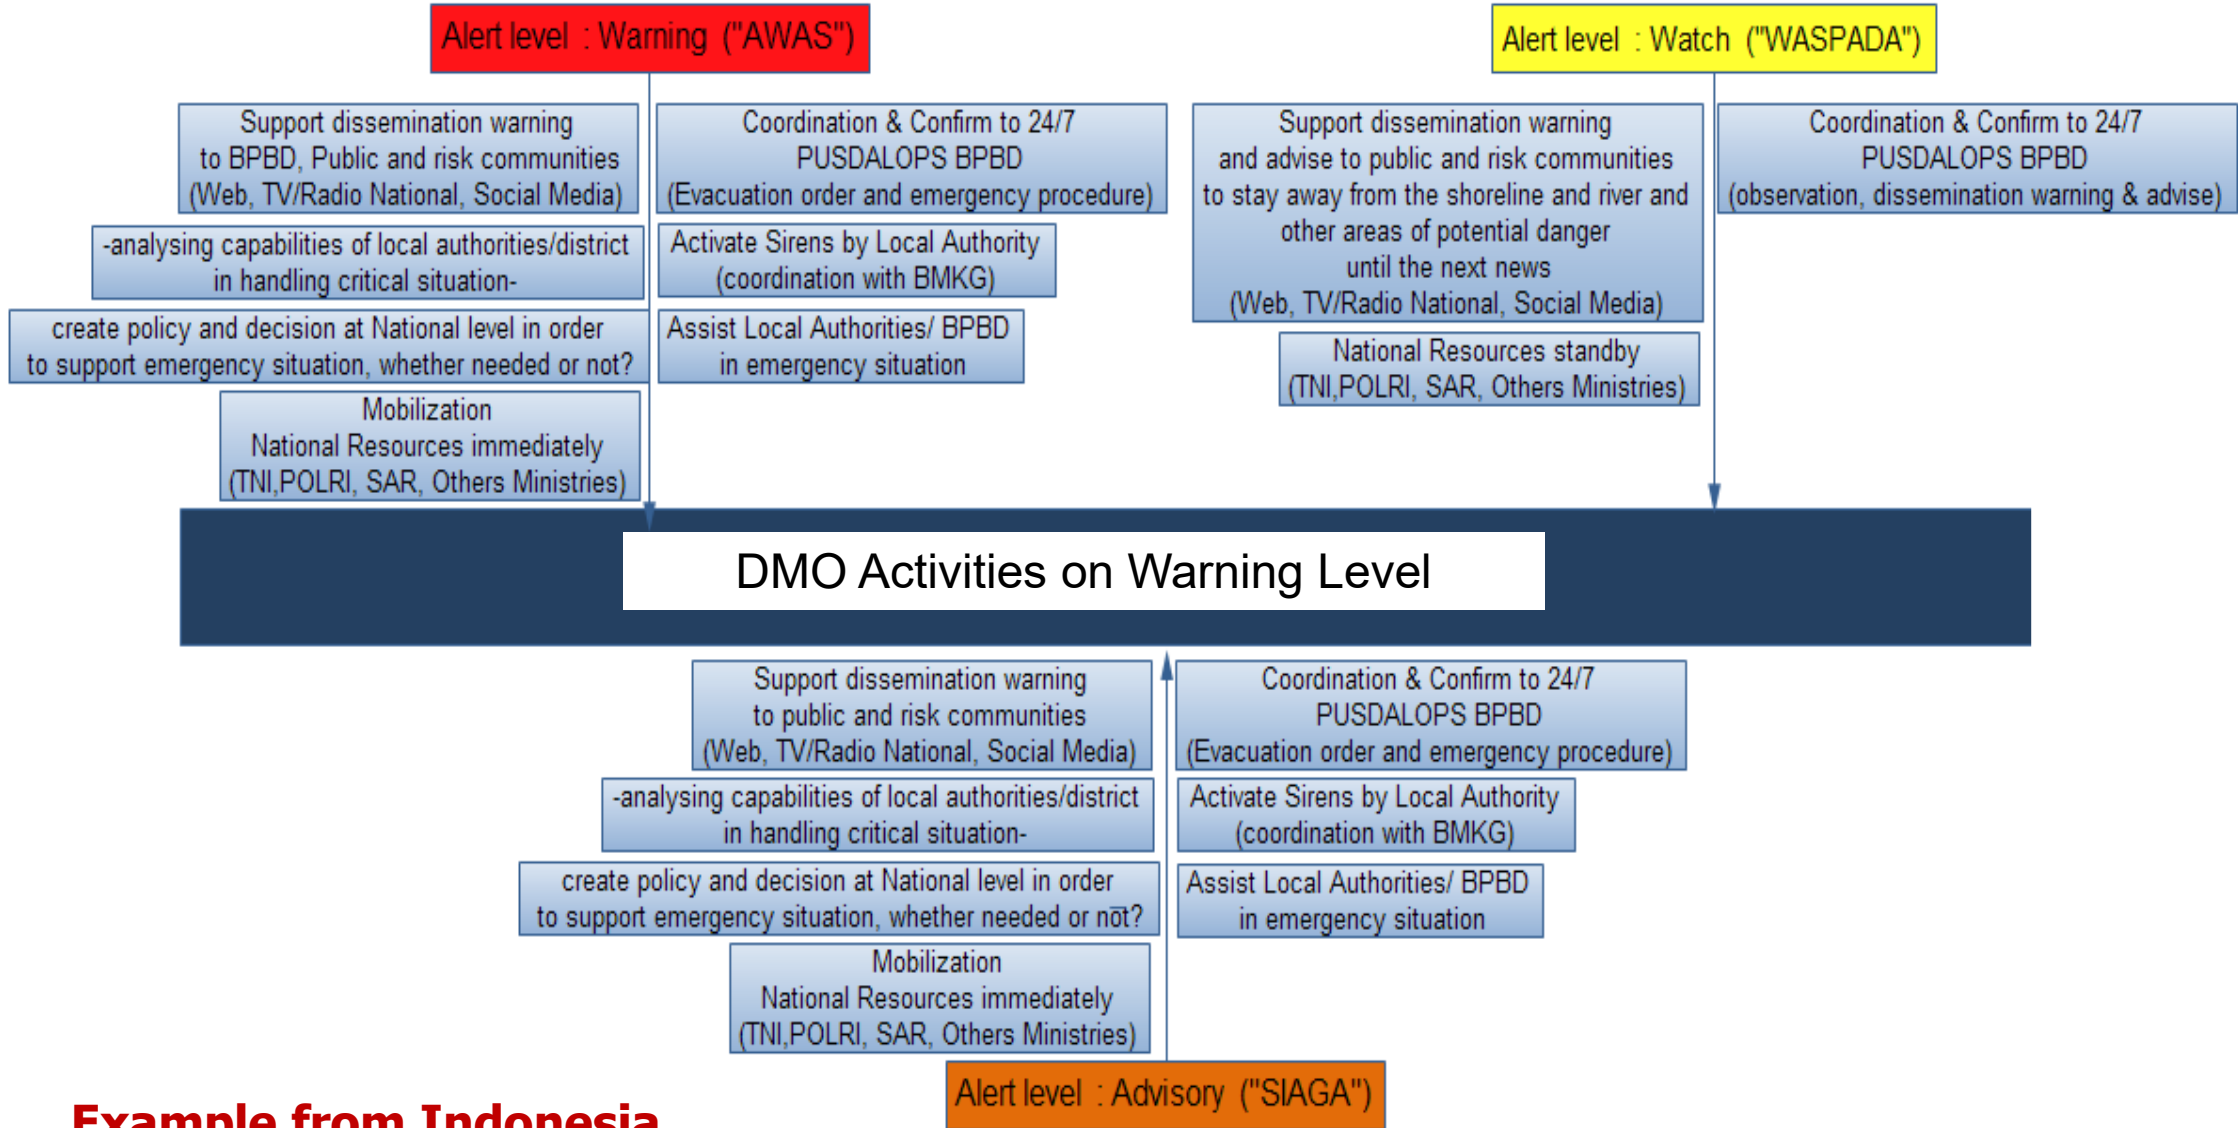 Alert level : Warning ("AWAS")
Support dissemination warning
to BPBD, Public and risk communities
(Web, TV/Radio National, Social Media)
-analysing capabilities of local authorities/district
in handling critical situation-
create policy and decision at National level in order
to support emergency situation, whether needed or not?
Mobilization
National Resources immediately
(TNI,POLRI, SAR, Others Ministries)
Coordination & Confirm to 24/7
PUSDALOPS BPBD
(Evacuation order and emergency procedure)
Activate Sirens by Local Authority
(coordination with BMKG)
Assist Local Authorities/ BPBD
in emergency situation
Alert level : Watch ("WASPADA")
Support dissemination warning
and advise to public and risk communities
to stay away from the shoreline and river and
other areas of potential danger
until the next news
(Web, TV/Radio National, Social Media)
National Resources standby
(TNI,POLRI, SAR, Others Ministries)
Coordination & Confirm to 24/7
PUSDALOPS BPBD
(observation, dissemination warning & advise)
DMO Activities on Warning Level
Support dissemination warning
to public and risk communities
(Web, TV/Radio National, Social Media)
-analysing capabilities of local authorities/district
in handling critical situation-
create policy and decision at National level in order
to support emergency situation, whether needed or not?
Mobilization
National Resources immediately
(TNI,POLRI, SAR, Others Ministries)
Coordination & Confirm to 24/7
PUSDALOPS BPBD
(Evacuation order and emergency procedure)
Activate Sirens by Local Authority
(coordination with BMKG)
Assist Local Authorities/ BPBD
in emergency situation
Alert level : Advisory ("SIAGA")
Example from Indonesia